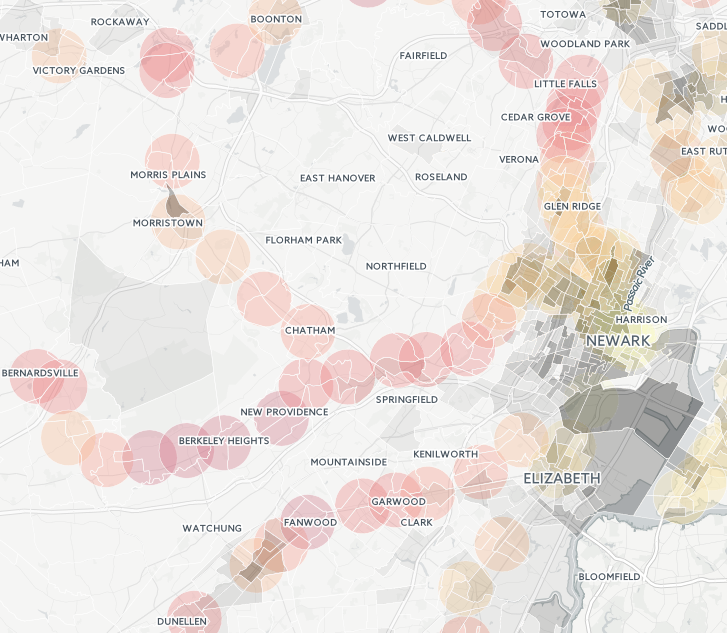 TOTOWA
BOONTON
ROCKAWAY
SADDL
WHARTON
WOODLAND PARK
FAIRFIELD
VICTORY GARDENS
LITTLE FALLS
H
CEDAR GROVE
WO
WEST CALDWELL
EAST RUT
VERONA
MORRIS PLAINS
EAST HANOVER
ROSELAND
GLEN RIDGE
MORRISTOWN
FLORHAM PARK
HAM
NORTHFIELD
Passaic River
HARRISON
CHATHAM
NEWARK
BERNARDSVILLE
SPRINGFIELD
NEW PROVIDENCE
BERKELEY HEIGHTS
KENILWORTH
MOUNTAINSIDE
ELIZABETH
GARWOOD
FANWOOD
CLARK
WATCHUNG
BLOOMFIELD
DUNELLEN